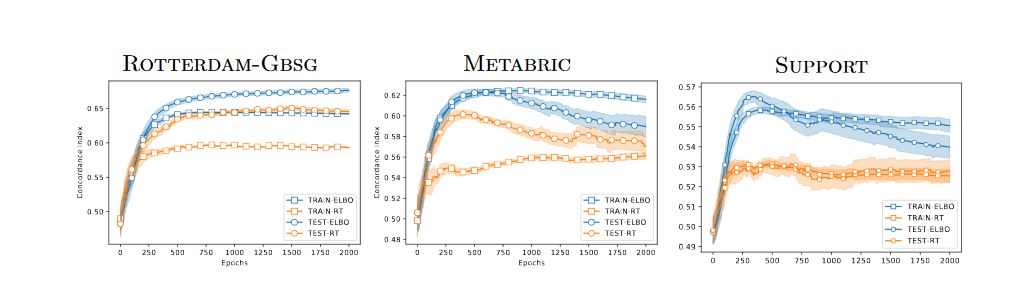 ROTTERDAM-GBSG
Concordance Index
0.65
0.60
0.55
0.50
0 250 500 750 1000 1250 1500 1750 2000
Epochs
TRAIN-ELBO
TRAIN-RT
TEST-ELBO
TEST-RT
METABRIC
Concordance Index
0.62
0.60
0.58
0.56
0.54
0.52
0.50
0.48
0 250 500 750 1000 1250 1500 1750 2000
Epochs
TRAIN-ELBO
TRAIN-RT
TEST-ELBO
TEST-RT
SUPPORT
0.57
0.56
0.55
0.54
0.53
0.52
0.51
0.50
0.49
0 250 500 750 1000 1250 1500 1750 2000
TRAIN-ELBO
TRAIN-RT
TEST-ELBO
TEST-RT